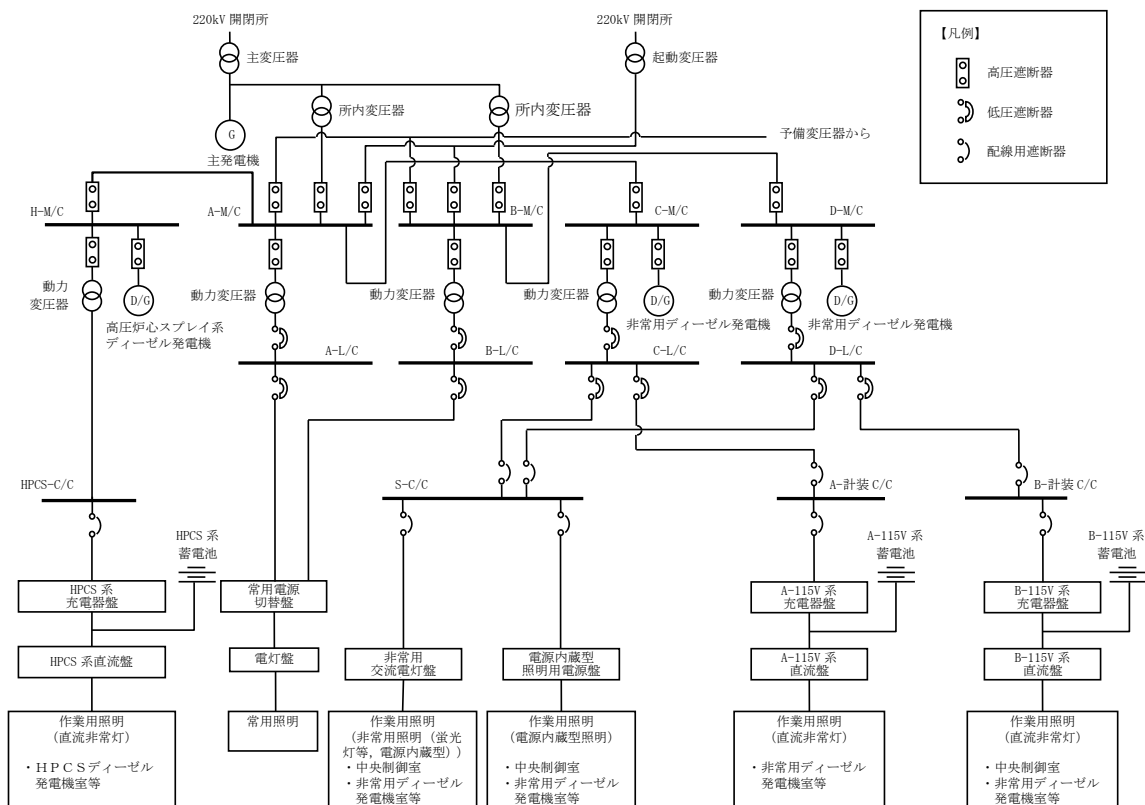 220kV 開閉所
220kV 開閉所
主変圧器
起動変圧器
所内変圧器
所内変圧器
G
主発電機
予備変圧器から
【凡例】
高圧遮断器
低圧遮断器
配線用遮断器
H-M/C
A-M/C
B-M/C
C-M/C
D-M/C
動力
変圧器
D/G
高圧炉心スプレイ系
ディーゼル発電機
動力変圧器
動力変圧器
動力変圧器
D/G
非常用ディーゼル発電機
動力変圧器
D/G
非常用ディーゼル発電機
A-L/C
B-L/C
C-L/C
D-L/C
HPCS-C/C
S-C/C
A-計装 C/C
B-計装 C/C
HPCS 系
蓄電池
A-115V 系
蓄電池
B-115V 系
蓄電池
HPCS 系
充電器盤
常用電源
切替盤
A-115V 系
充電器盤
B-115V 系
充電器盤
HPCS 系直流盤
電灯盤
非常用
交流電灯盤
電源内蔵型
照明用電源盤
A-115V 系
直流盤
B-115V 系
直流盤
作業用照明
(直流非常灯)
・ＨＰＣＳディーゼル
発電機室等
常用照明
作業用照明
(非常用照明（蛍光
灯等，電源内蔵型）)
・中央制御室
・非常用ディーゼル
発電機室等
作業用照明
(電源内蔵型照明)
・中央制御室
・非常用ディーゼル
発電機室等
作業用照明
(直流非常灯)
・非常用ディーゼル
発電機室等
作業用照明
(直流非常灯)
・中央制御室
・非常用ディーゼル
発電機室等